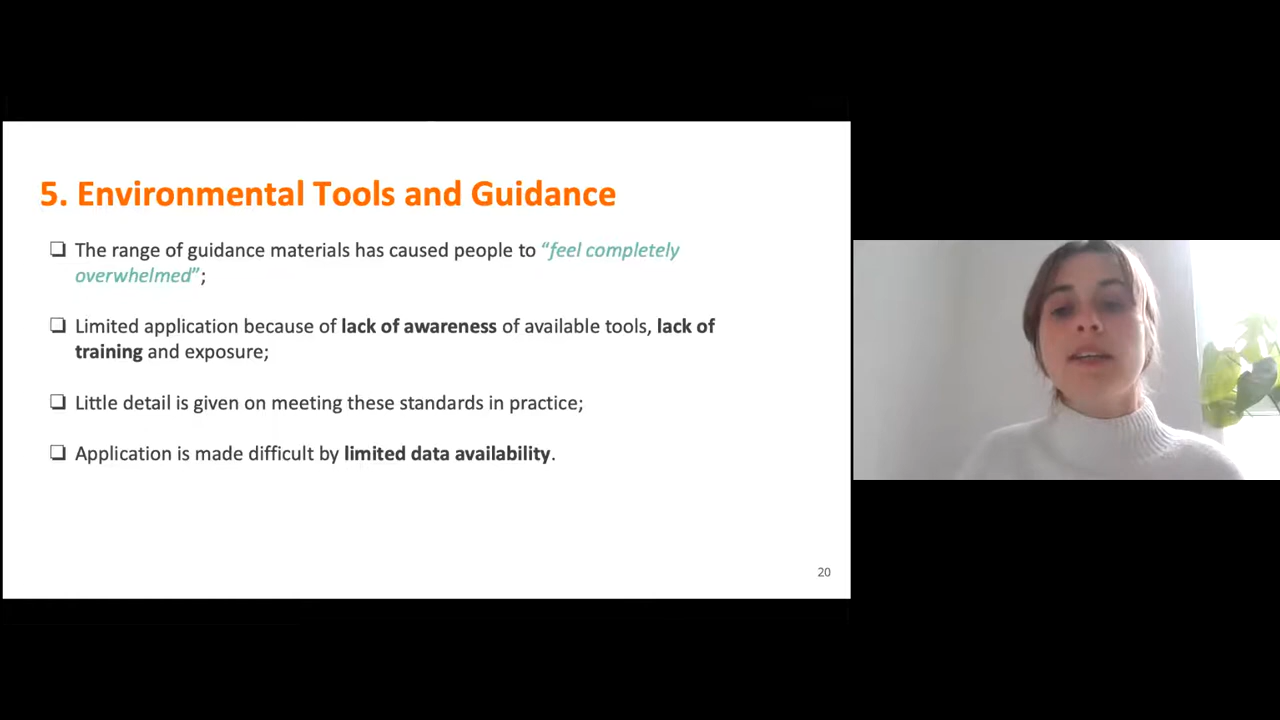 5. Environmental Tools and Guidance
❏ The range of guidance materials has caused people to “feel completely
overwhelmed”;
❏ Limited application because of lack of awareness of available tools, lack of
training and exposure;
❏ Little detail is given on meeting these standards in practice;
❏ Application is made difficult by limited data availability.
20